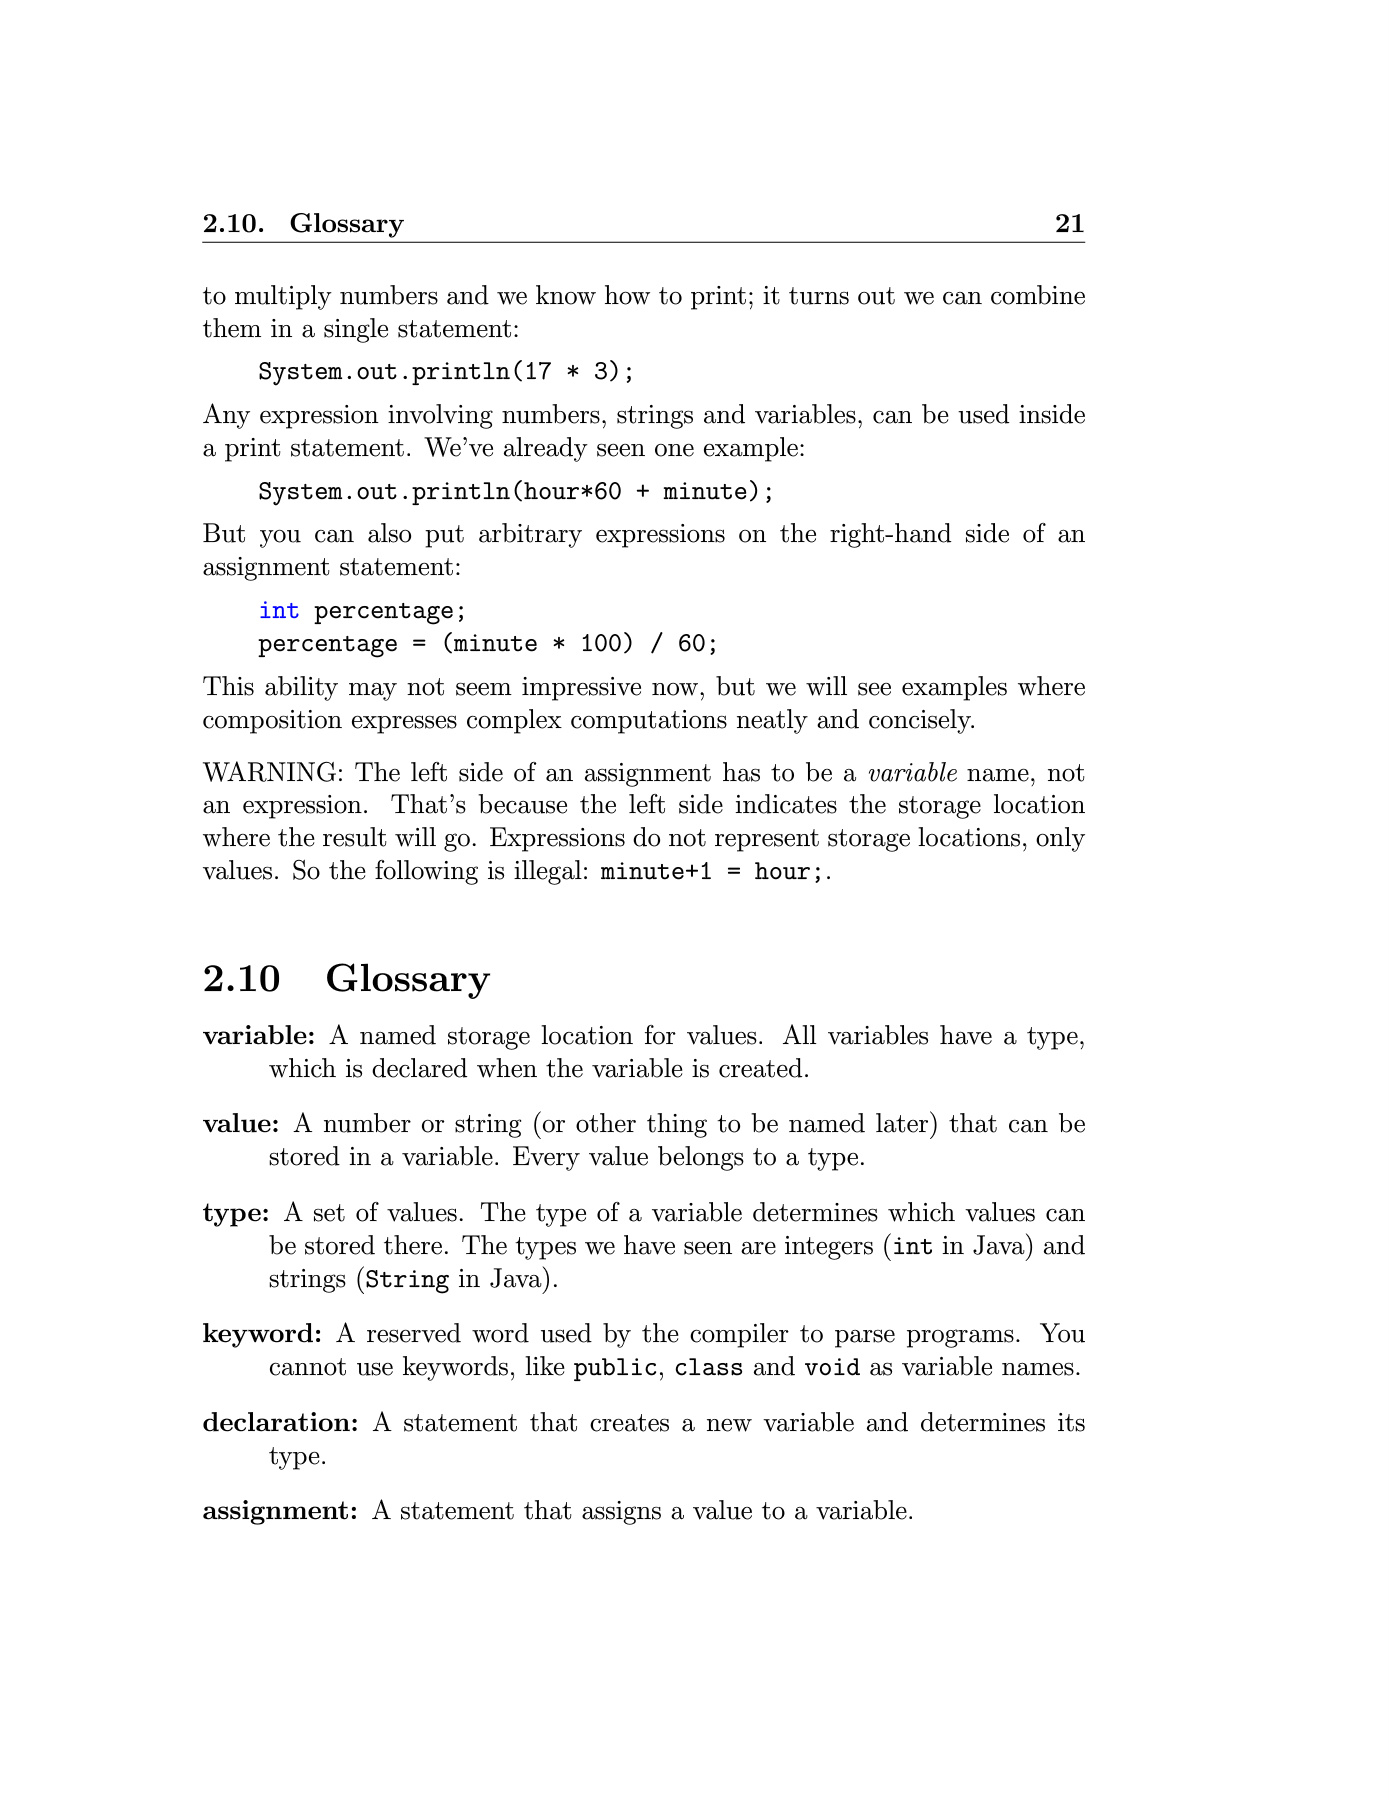 2.10. Glossary 21
to multiply numbers and we know how to print; it turns out we can combine
them in a single statement:
System.out.println(17 * 3);
Any expression involving numbers, strings and variables, can be used inside
a print statement. We've already seen one example:
System.out.println(hour*60 + minute);
But you can also put arbitrary expressions on the right-hand side of an
assignment statement:
int percentage;
percentage = (minute * 100) / 60;
This ability may not seem impressive now, but we will see examples where
composition expresses complex computations neatly and concisely.
WARNING: The left side of an assignment has to be a variable name, not
an expression. That's because the left side indicates the storage location
where the result will go. Expressions do not represent storage locations, only
values. So the following is illegal: minute+1 = hour;.
2.10 Glossary
variable: A named storage location for values. All variables have a type,
which is declared when the variable is created.
value: A number or string (or other thing to be named later) that can be
stored in a variable. Every value belongs to a type.
type: A set of values. The type of a variable determines which values can
be stored there. The types we have seen are integers (int in Java) and
strings (String in Java).
keyword: A reserved word used by the compiler to parse programs. You
cannot use keywords, like public, class and void as variable names.
declaration: A statement that creates a new variable and determines its
type.
assignment: A statement that assigns a value to a variable.